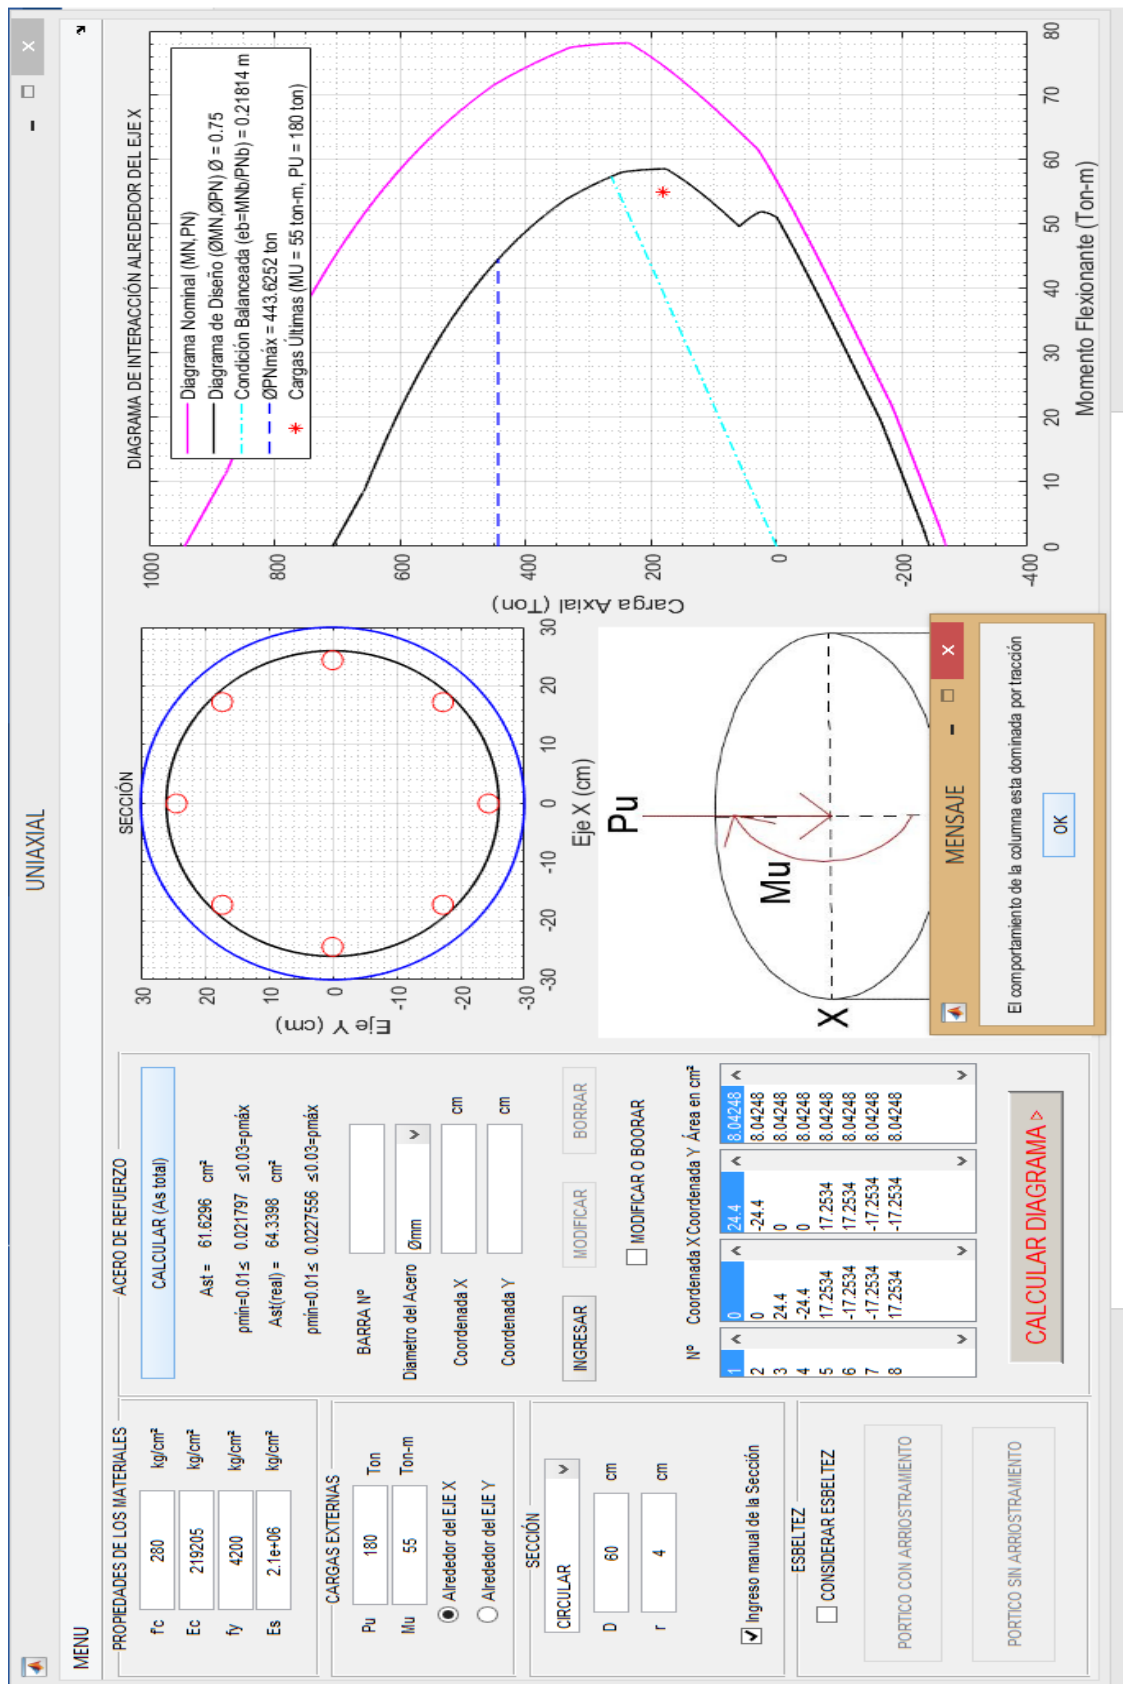 UNIAXIAL
MENU
PROPIEDADES DE LOS MATERIALES
f'c 280 kg/cm²
Ec 219205 kg/cm²
fy 4200 kg/cm²
Es 2.1e+06 kg/cm²
CARGAS EXTERNAS
Pu 180 Ton
Mu 55 Ton-m
Alrededor del EJE X
Alrededor del EJE Y
SECCIÓN
CIRCULAR
D 60 cm
r 4 cm
Ingreso manual de la Sección
ESBELTEZ
CONSIDERAR ESBELTEZ
PORTICO CON ARRIOSTRAMIENTO
PORTICO SIN ARRIOSTRAMIENTO
ACERO DE REFUERZO
CALCULAR (As total)
Ast = 61.6296 cm²
ρmín=0.01≤ 0.021797 ≤0.03=ρmáx
Ast(real) = 64.3398 cm²
ρmín=0.01≤ 0.0227556 ≤0.03=ρmáx
BARRA Nº
Diametro del Acero Ømm
Coordenada X cm
Coordenada Y cm
INGRESAR MODIFICAR BORRAR
MODIFICAR O BOORAR
Nº Coordenada X Coordenada Y Área en cm²
1 0 24.4 8.04248
2 0 -24.4 8.04248
3 24.4 0 8.04248
4 -24.4 0 8.04248
5 17.2534 17.2534 8.04248
6 -17.2534 17.2534 8.04248
7 -17.2534 -17.2534 8.04248
8 17.2534 -17.2534 8.04248
CALCULAR DIAGRAMA >
SECCIÓN
Eje Y (cm)
30
20
10
0
-10
-20
-30
-30 -20 -10 0 10 20 30
Eje X (cm)
Pu
Mu
X
MENSAJE
El comportamiento de la columna esta dominada por tracción
OK
DIAGRAMA DE INTERACCIÓN ALREDEDOR DEL EJE X
Diagrama Nominal (MN,PN)
Diagrama de Diseño (ØMN,ØPN) Ø = 0.75
Condición Balanceada (eb=MNb/PNb) = 0.21814 m
ØPNmáx = 443.6252 ton
Cargas Últimas (MU = 55 ton-m, PU = 180 ton)
Carga Axial (Ton)
1000
800
600
400
200
0
-200
-400
0 10 20 30 40 50 60 70 80
Momento Flexionante (Ton-m)